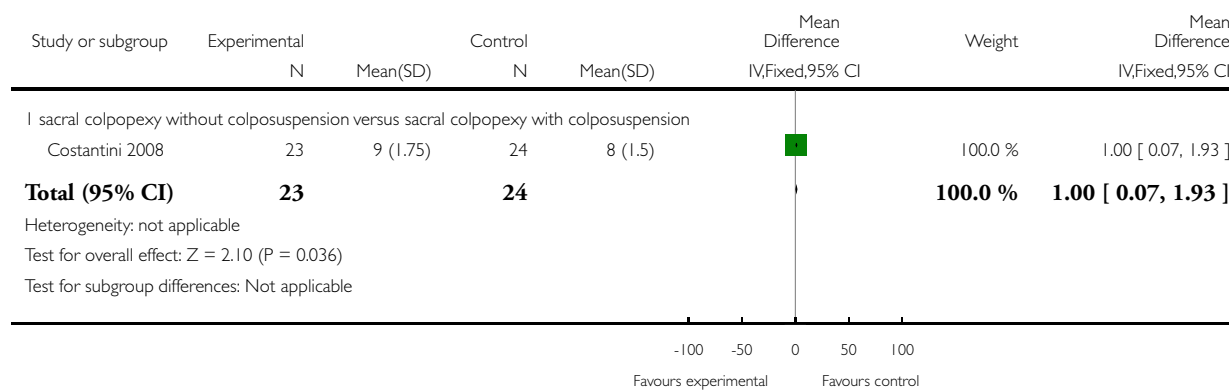 Study or subgroup Experimental Control Mean Difference Weight Mean Difference
N Mean(SD) N Mean(SD) IV,Fixed,95% CI IV,Fixed,95% CI
1 sacral colpopexy without colposuspension versus sacral colpopexy with colposuspension
Costantini 2008 23 9 (1.75) 24 8 (1.5) 100.0 % 1.00 [ 0.07, 1.93 ]
Total (95% CI) 23 24 100.0 % 1.00 [ 0.07, 1.93 ]
Heterogeneity: not applicable
Test for overall effect: Z = 2.10 (P = 0.036)
Test for subgroup differences: Not applicable
-100 -50 0 50 100
Favours experimental Favours control